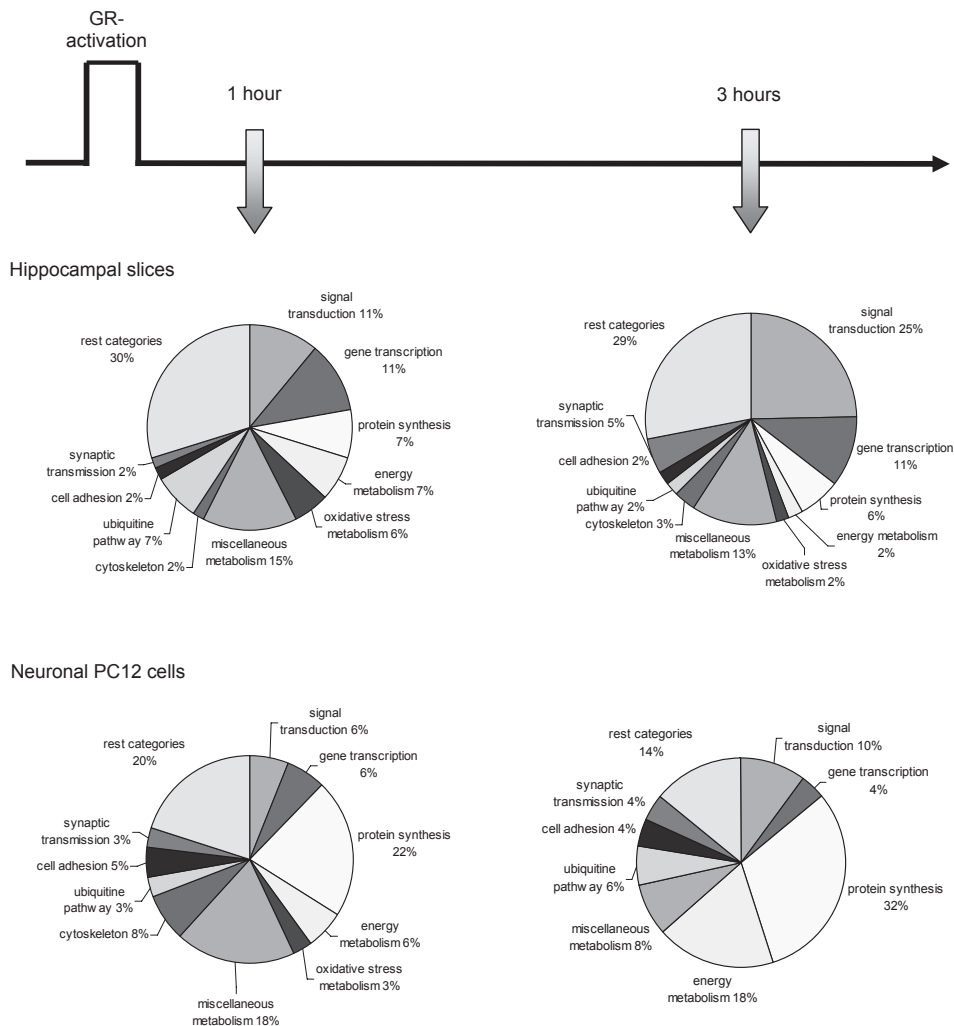 GR-
activation
1 hour
3 hours
Hippocampal slices
signal
transduction 11%
gene transcription
11%
protein synthesis
7%
energy
metabolism 7%
oxidative stress
metabolism 6%
miscellaneous
metabolism 15%
cytoskeleton 2%
ubiquitine
pathway 7%
cell adhesion 2%
synaptic
transmission 2%
rest categories
30%
signal
transduction 25%
gene transcription
11%
protein synthesis
6%
energy metabolism
2%
oxidative stress
metabolism 2%
miscellaneous
metabolism 13%
cytoskeleton 3%
ubiquitine
pathway 2%
cell adhesion 2%
synaptic
transmission 5%
rest categories
29%
Neuronal PC12 cells
signal
transduction 6%
gene transcription
6%
protein synthesis
22%
energy
metabolism 6%
oxidative stress
metabolism 3%
miscellaneous
metabolism 18%
cytoskeleton 8%
ubiquitine
pathway 3%
cell adhesion 5%
synaptic
transmission 3%
rest categories
20%
signal
transduction 10%
gene transcription
4%
protein synthesis
32%
energy
metabolism 18%
miscellaneous
metabolism 8%
ubiquitine
pathway 6%
cell adhesion 4%
synaptic
transmission 4%
rest categories
14%